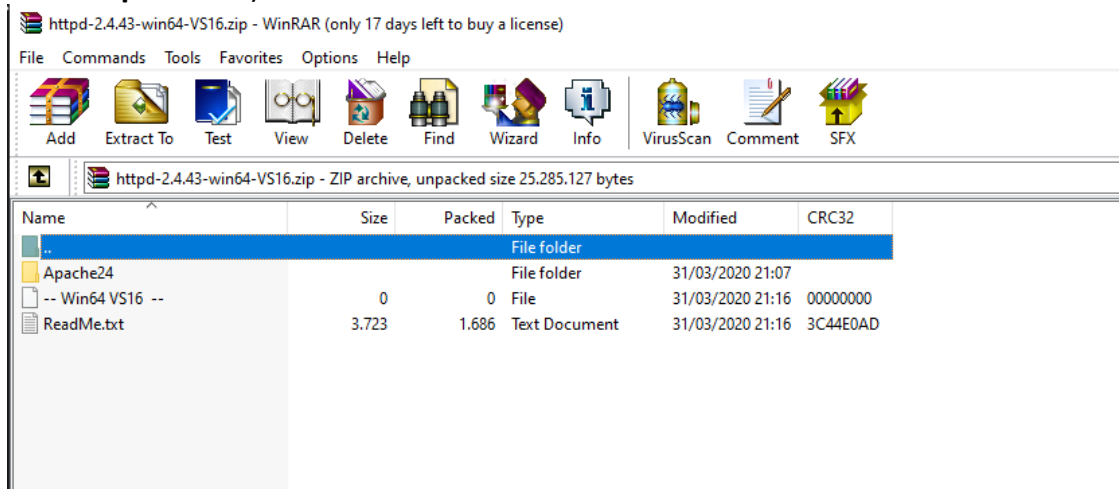 httpd-2.4.43-win64-VS16.zip - WinRAR (only 17 days left to buy a license)
File Commands Tools Favorites Options Help
Add Extract To Test View Delete Find Wizard Info VirusScan Comment SFX
httpd-2.4.43-win64-VS16.zip - ZIP archive, unpacked size 25.285.127 bytes
Name Size Packed Type Modified CRC32
.. File folder
Apache24 File folder 31/03/2020 21:07
-- Win64 VS16 -- 0 0 File 31/03/2020 21:16 00000000
ReadMe.txt 3.723 1.686 Text Document 31/03/2020 21:16 3C44E0AD